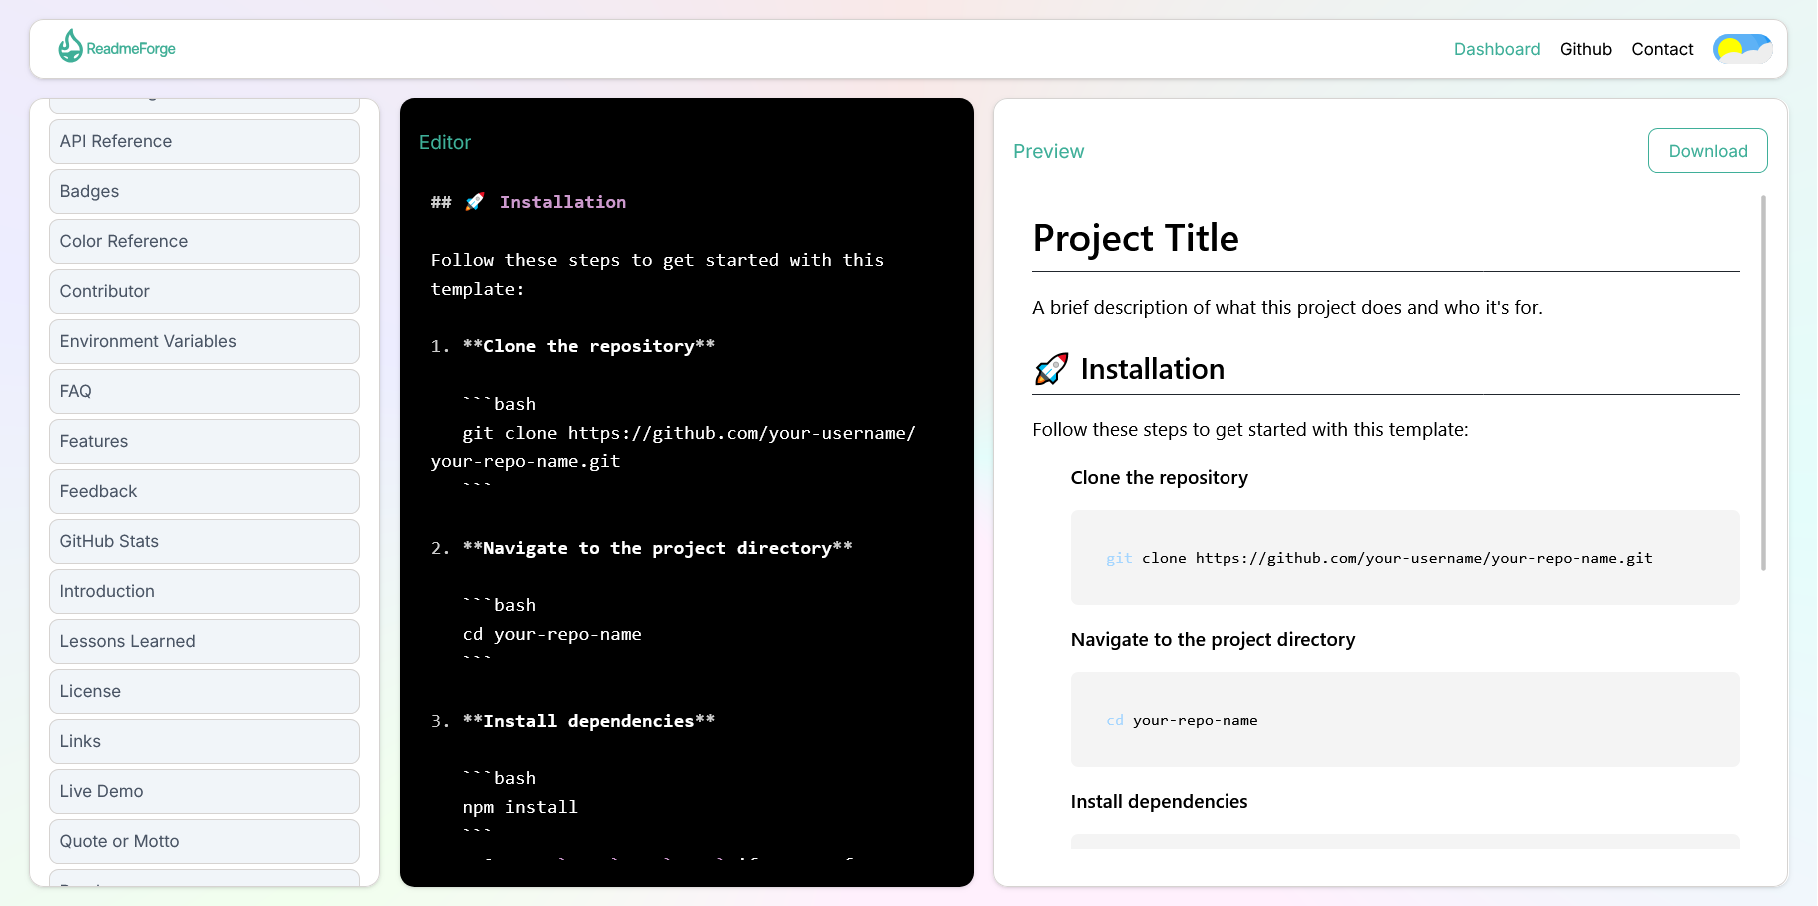 ReadmeForge
Dashboard Github Contact
API Reference
Badges
Color Reference
Contributor
Environment Variables
FAQ
Features
Feedback
GitHub Stats
Introduction
Lessons Learned
License
Links
Live Demo
Quote or Motto
Editor
## 🚀 Installation
Follow these steps to get started with this
template:
1. **Clone the repository**
```bash
git clone https://github.com/your-username/
your-repo-name.git
```
2. **Navigate to the project directory**
```bash
cd your-repo-name
```
3. **Install dependencies**
```bash
npm install
```
Preview
Download
Project Title
A brief description of what this project does and who it's for.
🚀 Installation
Follow these steps to get started with this template:
Clone the repository
git clone https://github.com/your-username/your-repo-name.git
Navigate to the project directory
cd your-repo-name
Install dependencies